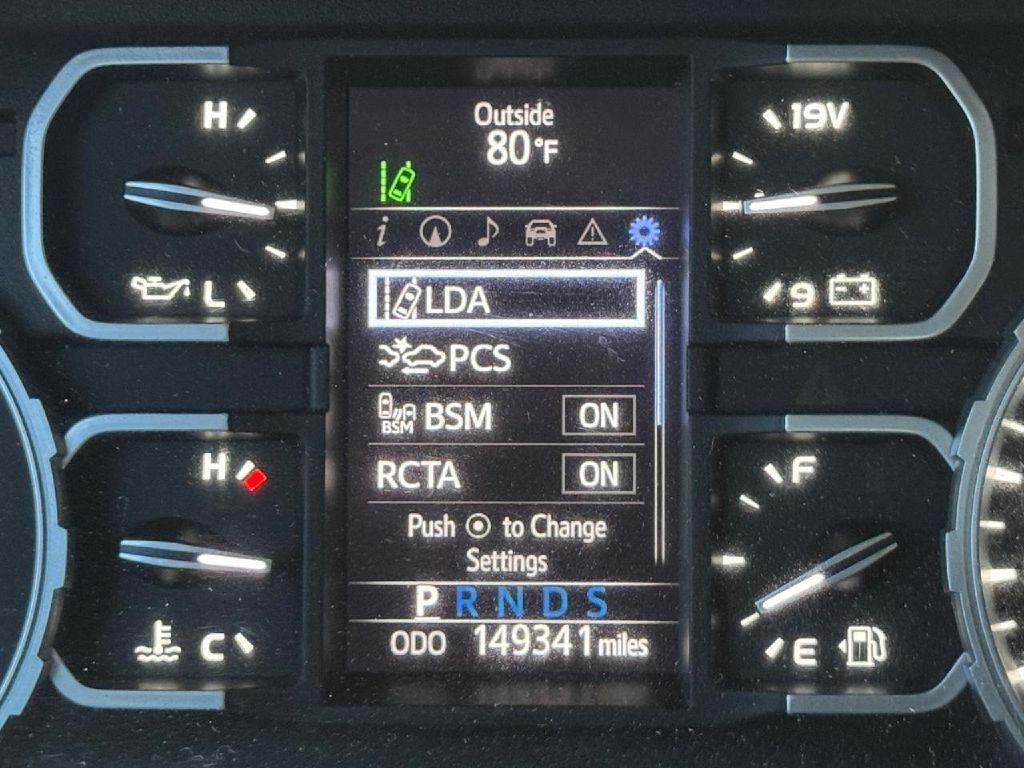 Outside
80°F
H
L
19V
9
i
LDA
PCS
BSM BSM ON
RCTA ON
Push to Change
Settings
H
C
F
E
P R N D S
ODO 149341 miles